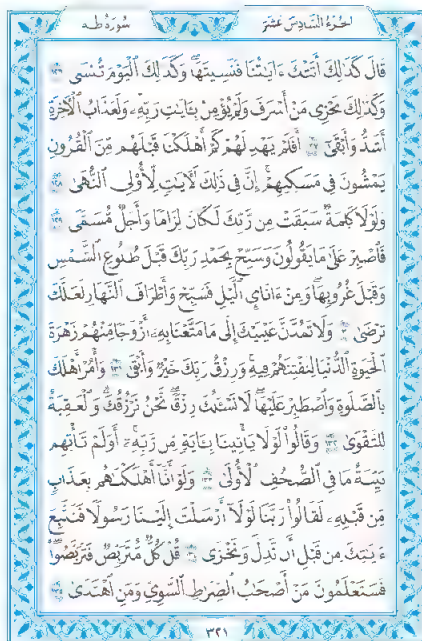 الجزء السادس عشر
سورة طه
قَالَ كَذَٰلِكَ أَتَتۡكَ ءَايَٰتُنَا فَنَسِيتَهَاۖ وَكَذَٰلِكَ ٱلۡيَوۡمَ تُنسَىٰ ١٢٦
وَكَذَٰلِكَ نَجۡزِي مَنۡ أَسۡرَفَ وَلَمۡ يُؤۡمِنۢ بِـَٔايَٰتِ رَبِّهِۦۚ وَلَعَذَابُ ٱلۡأٓخِرَةِ
أَشَدُّ وَأَبۡقَىٰٓ ١٢٧ أَفَلَمۡ يَهۡدِ لَهُمۡ كَمۡ أَهۡلَكۡنَا قَبۡلَهُم مِّنَ ٱلۡقُرُونِ
يَمۡشُونَ فِي مَسَٰكِنِهِمۡۚ إِنَّ فِي ذَٰلِكَ لَأٓيَٰتٖ لِّأُوْلِي ٱلنُّهَىٰ ١٢٨
وَلَوۡلَا كَلِمَةٞ سَبَقَتۡ مِن رَّبِّكَ لَكَانَ لِزَامٗا وَأَجَلٞ مُّسَمّٗى ١٢٩
فَٱصۡبِرۡ عَلَىٰ مَا يَقُولُونَ وَسَبِّحۡ بِحَمۡدِ رَبِّكَ قَبۡلَ طُلُوعِ ٱلشَّمۡسِ
وَقَبۡلَ غُرُوبِهَاۖ وَمِنۡ ءَانَآيِٕ ٱلَّيۡلِ فَسَبِّحۡ وَأَطۡرَافَ ٱلنَّهَارِ لَعَلَّكَ
تَرۡضَىٰ ١٣٠ وَلَا تَمُدَّنَّ عَيۡنَيۡكَ إِلَىٰ مَا مَتَّعۡنَا بِهِۦٓ أَزۡوَٰجٗا مِّنۡهُمۡ زَهۡرَةَ
ٱلۡحَيَوٰةِ ٱلدُّنۡيَا لِنَفۡتِنَهُمۡ فِيهِۚ وَرِزۡقُ رَبِّكَ خَيۡرٞ وَأَبۡقَىٰ ١٣١ وَأۡمُرۡ أَهۡلَكَ
بِٱلصَّلَوٰةِ وَٱصۡطَبِرۡ عَلَيۡهَاۖ لَا نَسۡـَٔلُكَ رِزۡقٗاۖ نَّحۡنُ نَرۡزُقُكَۗ وَٱلۡعَٰقِبَةُ
لِلتَّقۡوَىٰ ١٣٢ وَقَالُواْ لَوۡلَا يَأۡتِينَا بِـَٔايَةٖ مِّن رَّبِّهِۦٓۚ أَوَلَمۡ تَأۡتِهِم
بَيِّنَةُ مَا فِي ٱلصُّحُفِ ٱلۡأُولَىٰ ١٣٣ وَلَوۡ أَنَّآ أَهۡلَكۡنَٰهُم بِعَذَابٖ
مِّن قَبۡلِهِۦ لَقَالُواْ رَبَّنَا لَوۡلَآ أَرۡسَلۡتَ إِلَيۡنَا رَسُولٗا فَنَتَّبِعَ
ءَايَٰتِكَ مِن قَبۡلِ أَن نَّذِلَّ وَنَخۡزَىٰ ١٣٤ قُلۡ كُلّٞ مُّتَرَبِّصٞ فَتَرَبَّصُواْۖ
فَسَتَعۡلَمُونَ مَنۡ أَصۡحَٰبُ ٱلصِّرَٰطِ ٱلسَّوِيِّ وَمَنِ ٱهۡتَدَىٰ ١٣٥
٣٢١